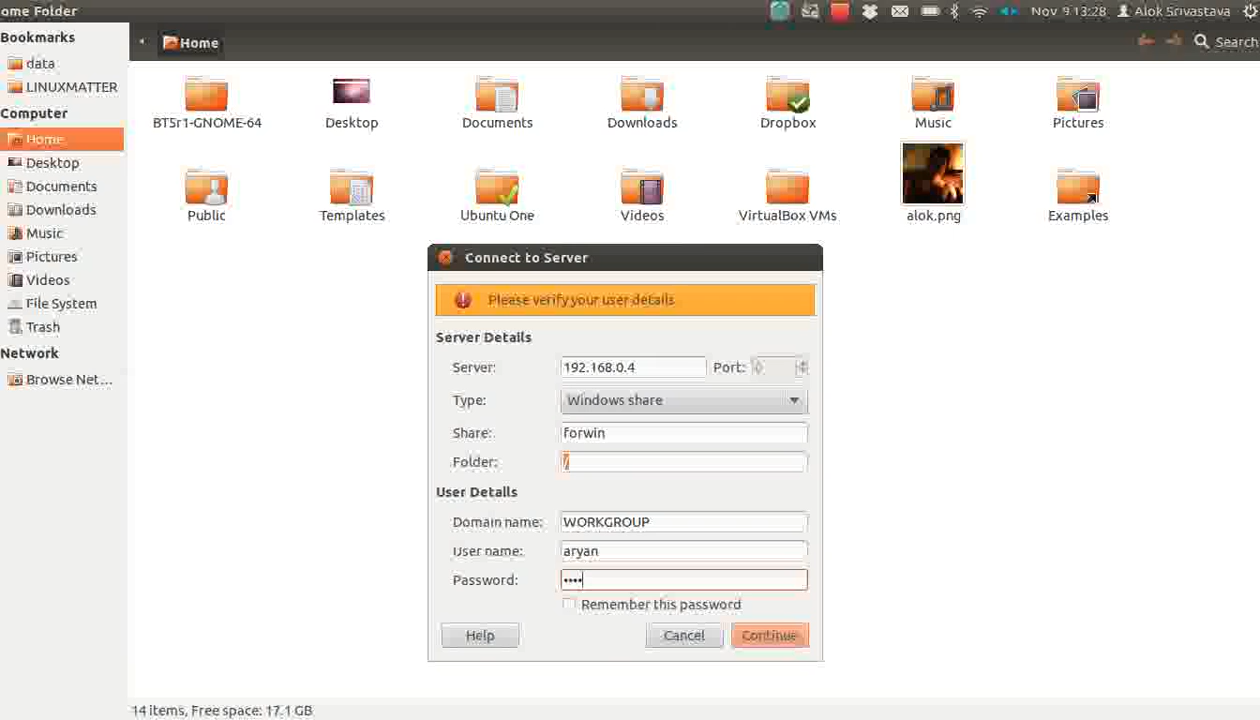 ome Folder
Nov 9 13:28 Alok Srivastava
Bookmarks
data
LINUXMATTER
Computer
Home
Desktop
Documents
Downloads
Music
Pictures
Videos
File System
Trash
Network
Browse Net...
Home
Search
BT5r1-GNOME-64
Desktop
Documents
Downloads
Dropbox
Music
Pictures
Public
Templates
Ubuntu One
Videos
VirtualBox VMs
alok.png
Examples
Connect to Server
Please verify your user details
Server Details
Server: 192.168.0.4 Port: 0
Type: Windows share
Share: forwin
Folder: /
User Details
Domain name: WORKGROUP
User name: aryan
Password: ••••
Remember this password
Help Cancel Continue
14 items, Free space: 17.1 GB